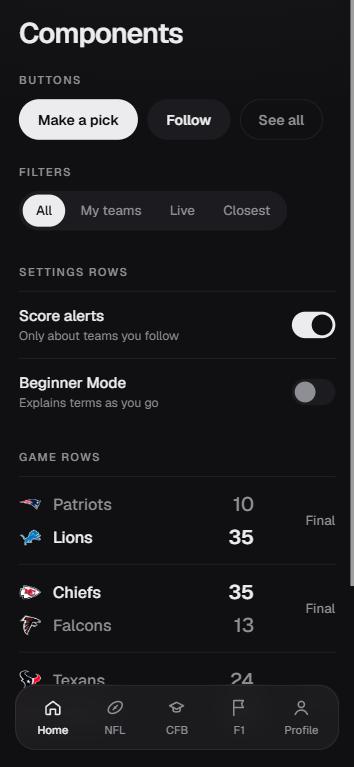 Components
BUTTONS
Make a pick
Follow
See all
FILTERS
All
My teams
Live
Closest
SETTINGS ROWS
Score alerts
Only about teams you follow
Beginner Mode
Explains terms as you go
GAME ROWS
Patriots 10
Lions 35
Final
Chiefs 35
Falcons 13
Final
Texans 24
Home
NFL
CFB
F1
Profile